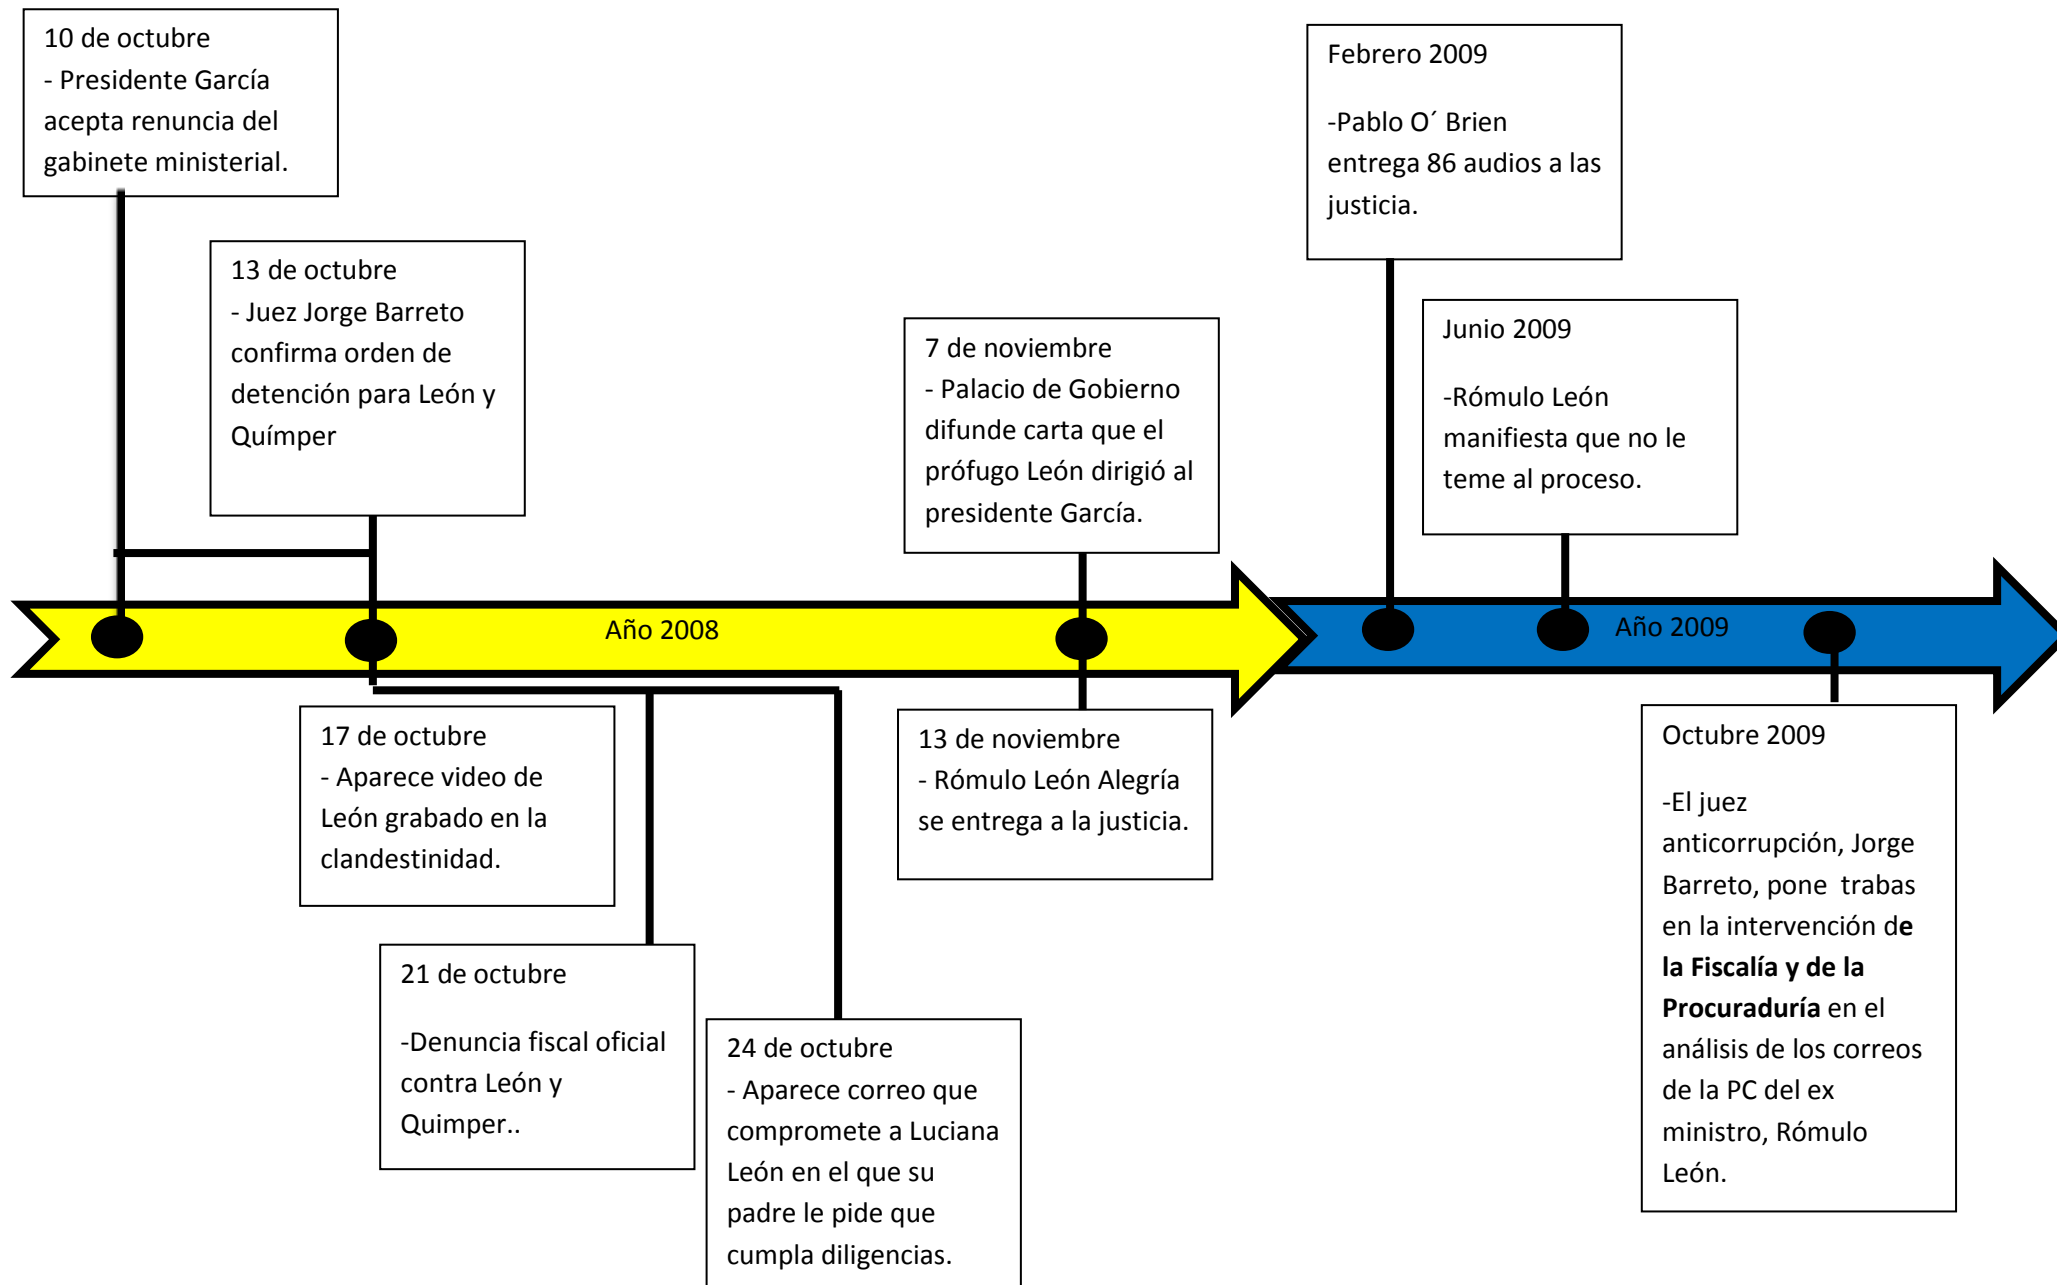 10 de octubre
- Presidente García
acepta renuncia del
gabinete ministerial.
13 de octubre
- Juez Jorge Barreto
confirma orden de
detención para León y
Químper
7 de noviembre
- Palacio de Gobierno
difunde carta que el
prófugo León dirigió al
presidente García.
Febrero 2009
-Pablo O´ Brien
entrega 86 audios a las
justicia.
Junio 2009
-Rómulo León
manifiesta que no le
teme al proceso.
Año 2008
Año 2009
17 de octubre
- Aparece video de
León grabado en la
clandestinidad.
21 de octubre
-Denuncia fiscal oficial
contra León y
Quimper..
24 de octubre
- Aparece correo que
compromete a Luciana
León en el que su
padre le pide que
cumpla diligencias.
13 de noviembre
- Rómulo León Alegría
se entrega a la justicia.
Octubre 2009
-El juez
anticorrupción, Jorge
Barreto, pone  trabas
en la intervención de
la Fiscalía y de la
Procuraduría en el
análisis de los correos
de la PC del ex
ministro, Rómulo
León.